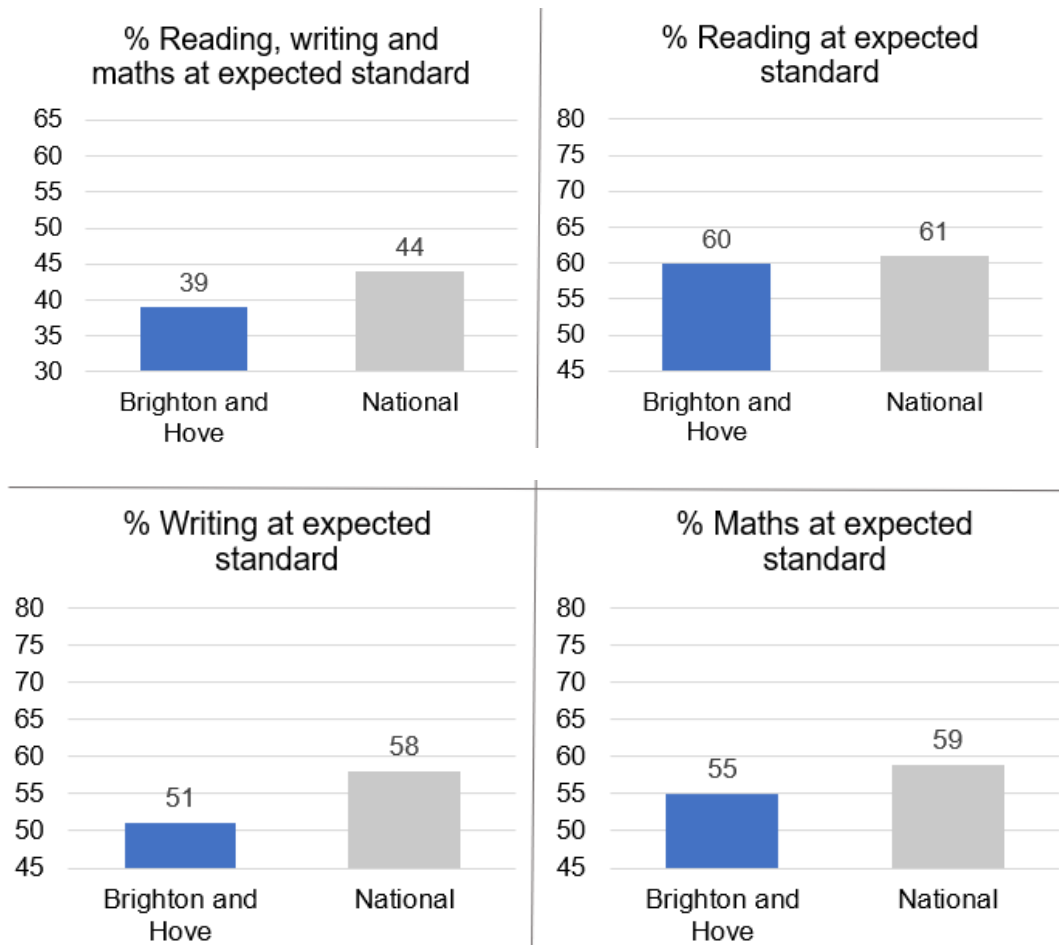 % Reading, writing and
maths at expected standard
65
60
55
50
45
40
35
30
39
44
Brighton and
Hove
National
% Reading at expected
standard
80
75
70
65
60
55
50
45
60
61
Brighton and
Hove
National
% Writing at expected
standard
80
75
70
65
60
55
50
45
51
58
Brighton and
Hove
National
% Maths at expected
standard
80
75
70
65
60
55
50
45
55
59
Brighton and
Hove
National